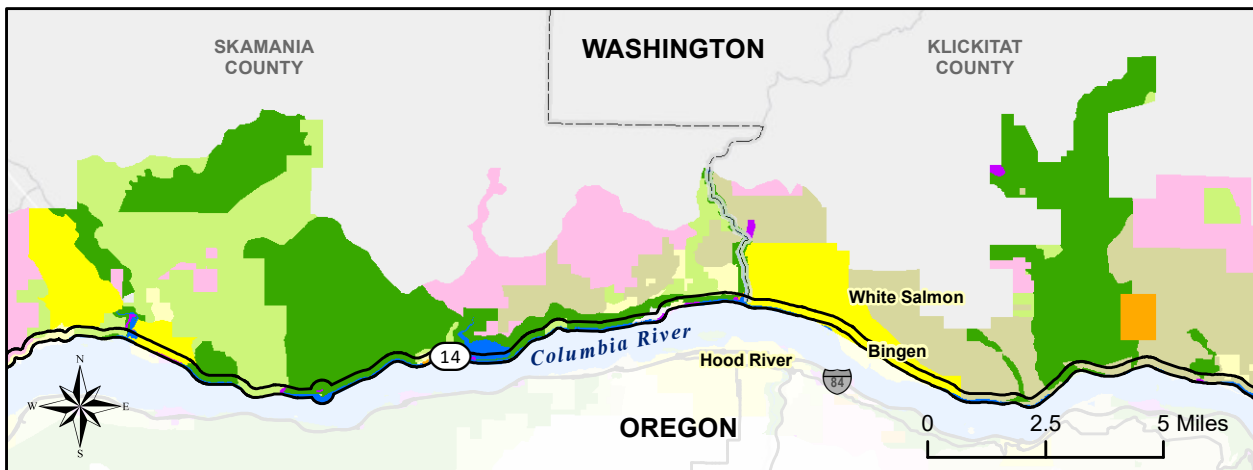 SKAMANIA
COUNTY
WASHINGTON
KLICKITAT
COUNTY
White Salmon
Bingen
Columbia River
14
Hood River
84
OREGON
N
W E
S
0 2.5 5 Miles